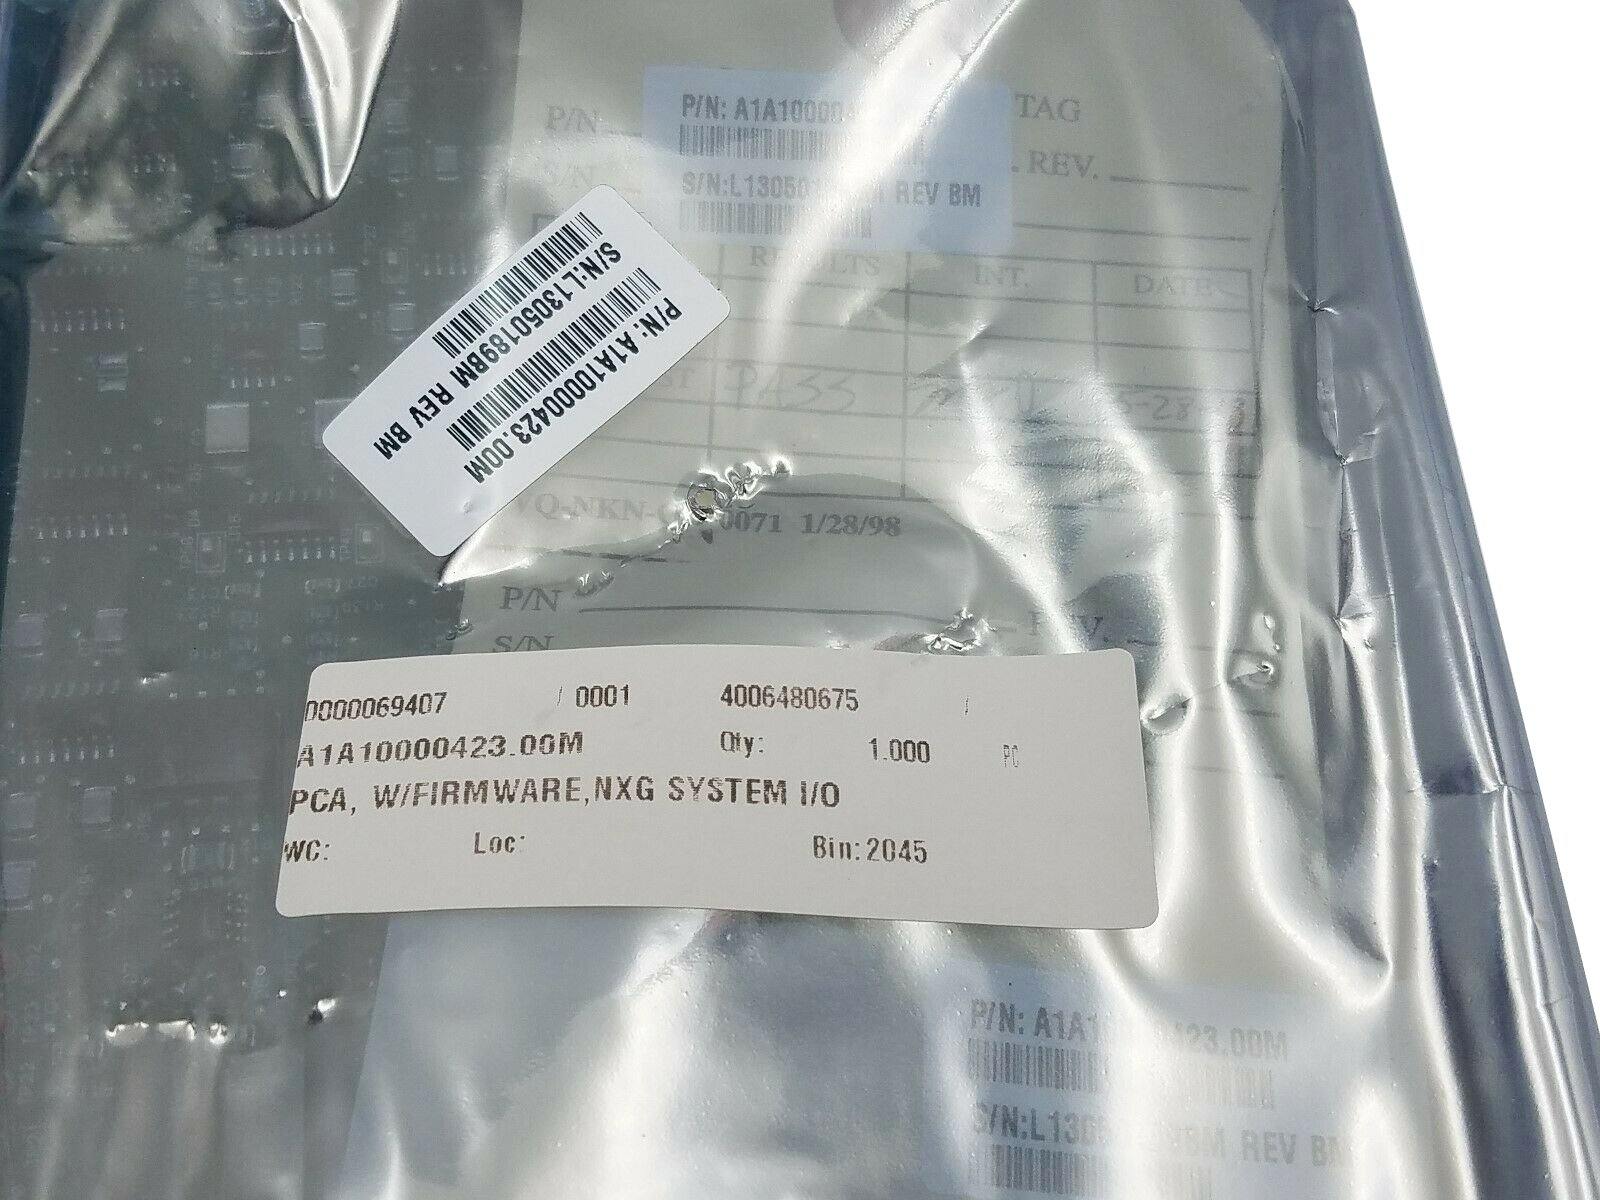 P/N: A1A10000
TAG
P/N
S/N:L13050 REV BM
REV.
S/N
RESULTS INT. DATE
PASS
S/N:L13050189BM REV BM
P/N: A1A10000423.00M
0071 1/28/98
P/N REV.
S/N
0000069407 / 0001 4006480675 /
A1A10000423.00M Qty: 1.000 PC
PCA, W/FIRMWARE,NXG SYSTEM I/O
WC: Loc: Bin:2045
P/N: A1A1 423.00M
S/N:L130 BM REV BM